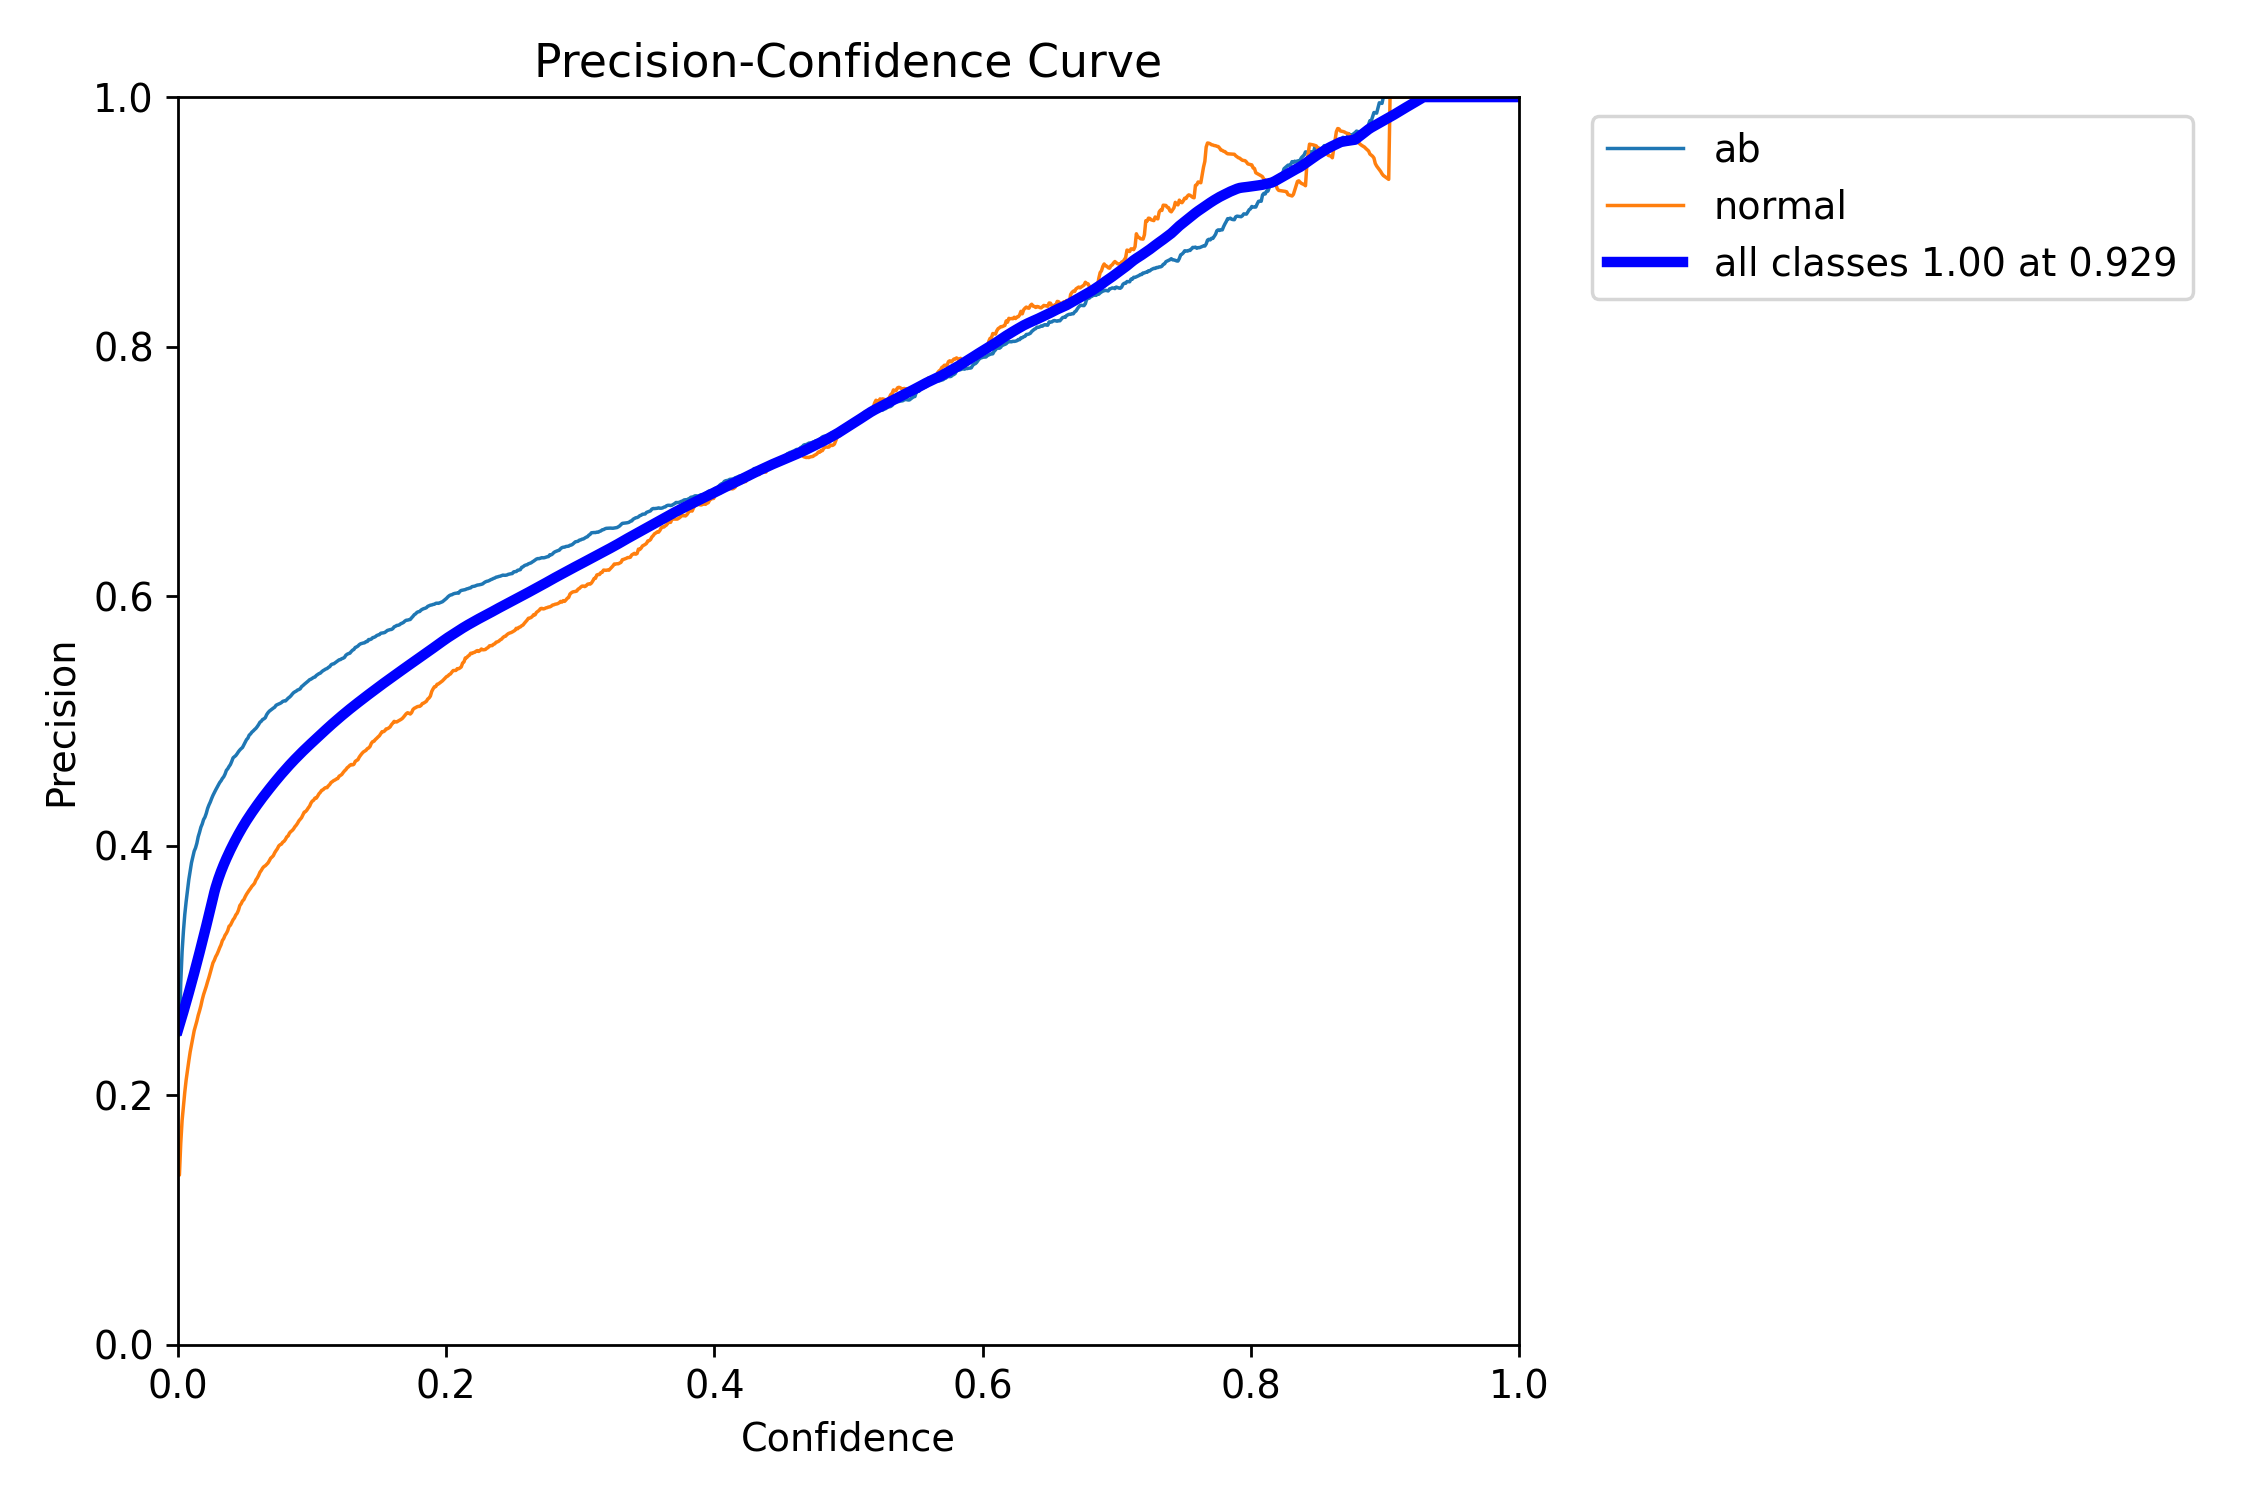 Precision-Confidence Curve
1.0
0.8
0.6
0.4
0.2
0.0
Precision
0.0 0.2 0.4 0.6 0.8 1.0
Confidence
ab
normal
all classes 1.00 at 0.929